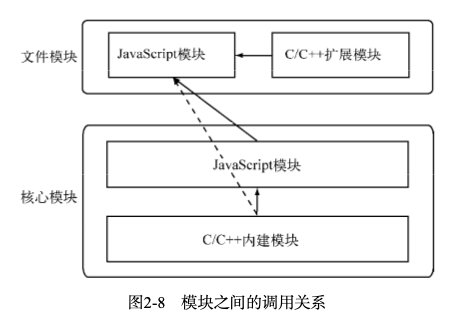 文件模块
JavaScript模块
C/C++扩展模块
核心模块
JavaScript模块
C/C++内建模块
图2-8 模块之间的调用关系